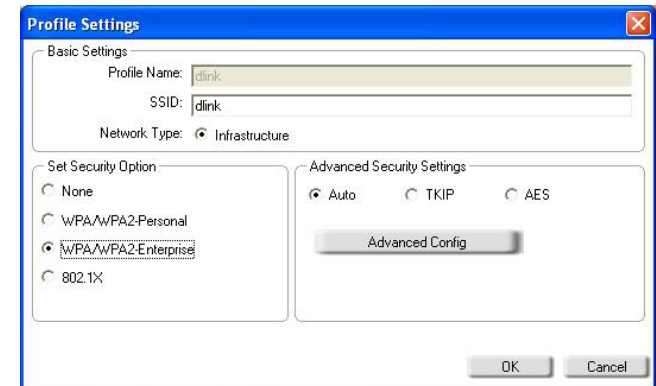 Profile Settings
Basic Settings
Profile Name: dlink
SSID: dlink
Network Type: Infrastructure
Set Security Option
None
WPA/WPA2-Personal
WPA/WPA2-Enterprise
802.1X
Advanced Security Settings
Auto TKIP AES
Advanced Config
OK Cancel